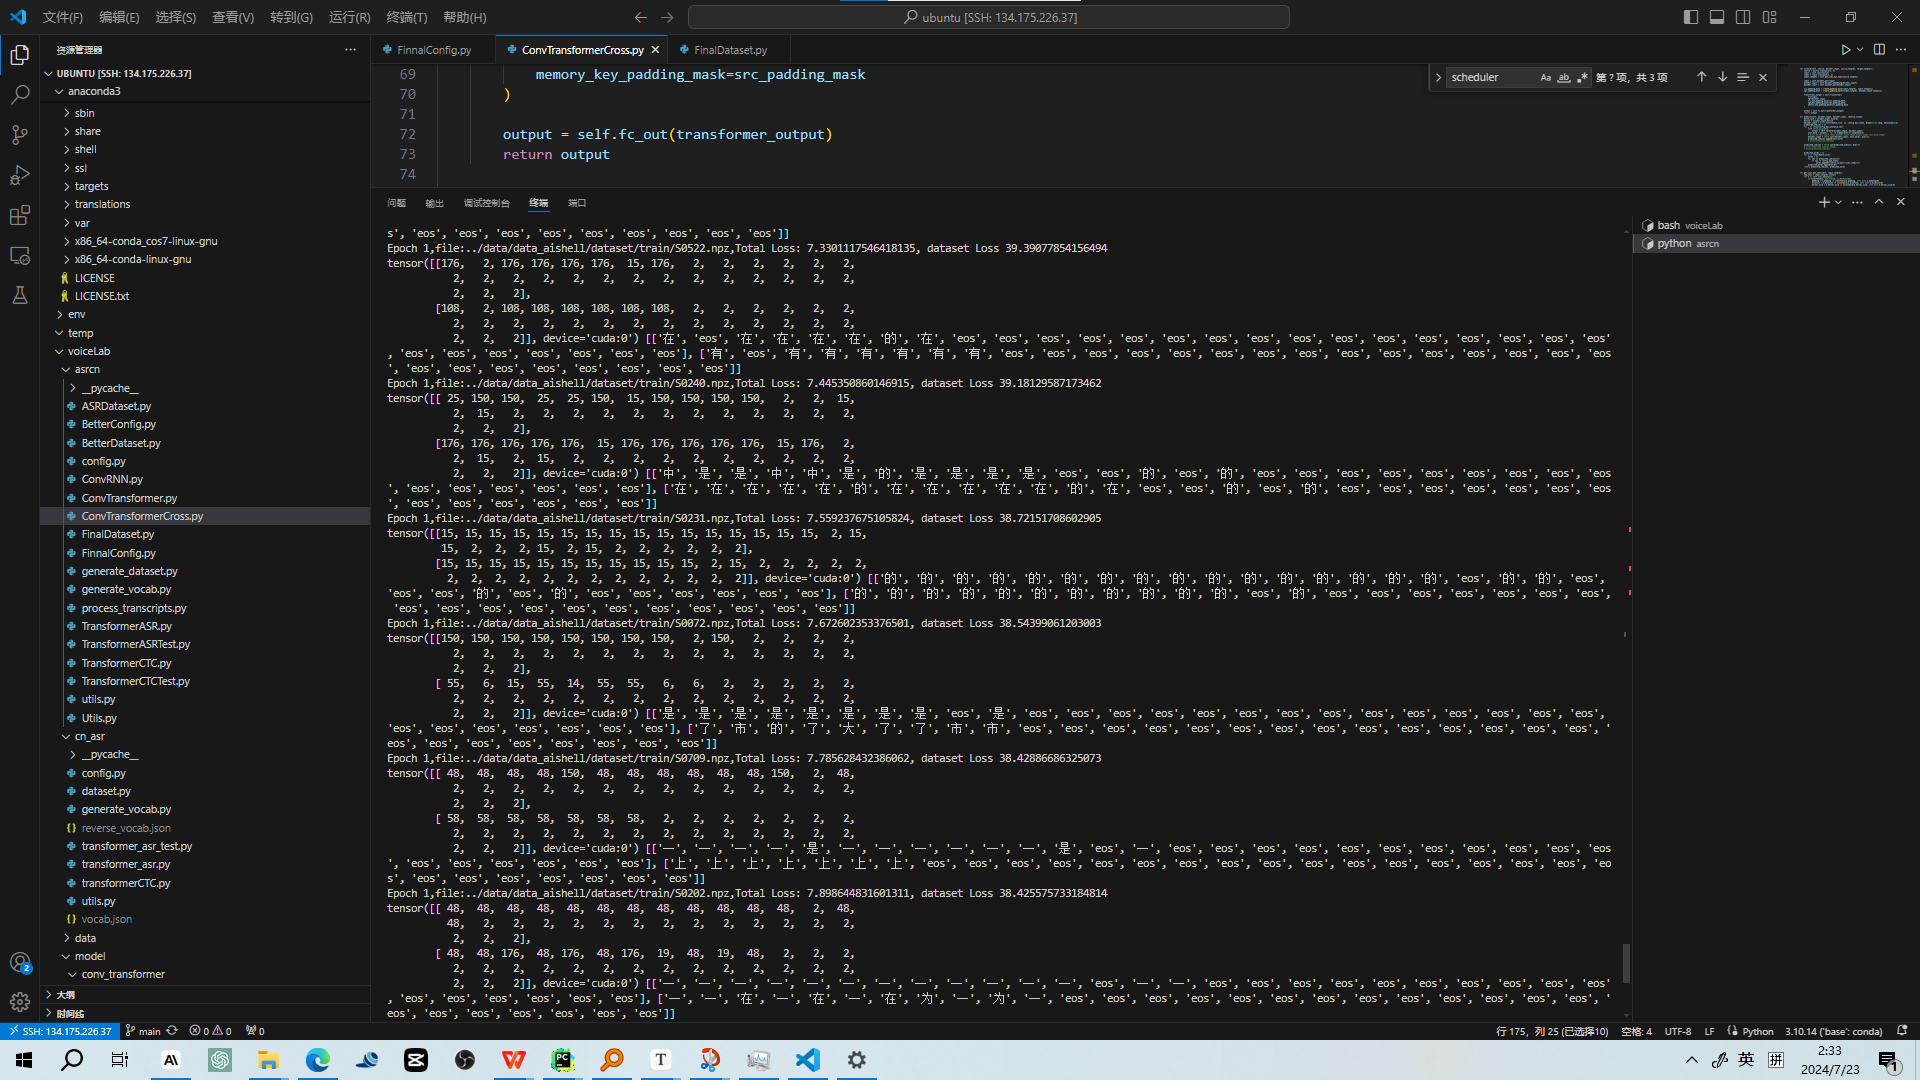 文件(F) 编辑(E) 选择(S) 查看(V) 转到(G) 运行(R) 终端(T) 帮助(H)
ubuntu [SSH: 134.175.226.37]
资源管理器
UBUNTU [SSH: 134.175.226.37]
anaconda3
sbin
share
shell
ssl
targets
translations
var
x86_64-conda_cos7-linux-gnu
x86_64-conda-linux-gnu
LICENSE
LICENSE.txt
env
temp
voiceLab
asrcn
__pycache__
ASRDataset.py
BetterConfig.py
BetterDataset.py
config.py
ConvRNN.py
ConvTransformer.py
ConvTransformerCross.py
FinalDataset.py
FinnalConfig.py
generate_dataset.py
generate_vocab.py
process_transcripts.py
TransformerASR.py
TransformerASRTest.py
TransformerCTC.py
TransformerCTCTest.py
utils.py
Utils.py
cn_asr
__pycache__
config.py
dataset.py
generate_vocab.py
reverse_vocab.json
transformer_asr_test.py
transformer_asr.py
transformerCTC.py
utils.py
vocab.json
data
model
conv_transformer
大纲
时间线
FinnalConfig.py ConvTransformerCross.py FinalDataset.py
69 memory_key_padding_mask=src_padding_mask
70 )
71
72 output = self.fc_out(transformer_output)
73 return output
74
scheduler Aa ab 第?项, 共3项
问题 输出 调试控制台 终端 端口
bash voiceLab
python asrcn
s', 'eos', 'eos', 'eos', 'eos', 'eos', 'eos', 'eos', 'eos', 'eos']]
Epoch 1,file:../data/data_aishell/dataset/train/S0522.npz,Total Loss: 7.3301117546418135, dataset Loss 39.39077854156494
tensor([[176, 2, 176, 176, 176, 176, 15, 176, 2, 2, 2, 2, 2, 2,
2, 2, 2, 2, 2, 2, 2, 2, 2, 2, 2, 2, 2, 2,
2, 2, 2],
[108, 2, 108, 108, 108, 108, 108, 108, 2, 2, 2, 2, 2, 2,
2, 2, 2, 2, 2, 2, 2, 2, 2, 2, 2, 2, 2, 2,
2, 2, 2]], device='cuda:0') [['在', 'eos', '在', '在', '在', '在', '的', '在', 'eos', 'eos', 'eos', 'eos', 'eos', 'eos', 'eos', 'eos', 'eos', 'eos', 'eos', 'eos', 'eos', 'eos', 'eos', 'eos', 'eos', 'eos', 'eos'
, 'eos', 'eos', 'eos', 'eos', 'eos', 'eos', 'eos', 'eos'], ['有', 'eos', '有', '有', '有', '有', '有', '有', 'eos', 'eos', 'eos', 'eos', 'eos', 'eos', 'eos', 'eos', 'eos', 'eos', 'eos', 'eos', 'eos', 'eos', 'eos', 'eos', 'eos', 'eos
', 'eos', 'eos', 'eos', 'eos', 'eos', 'eos', 'eos', 'eos', 'eos']]
Epoch 1,file:../data/data_aishell/dataset/train/S0240.npz,Total Loss: 7.445350860146915, dataset Loss 39.18129587173462
tensor([[ 25, 150, 150, 25, 25, 150, 15, 150, 150, 150, 150, 2, 2, 15,
2, 15, 2, 2, 2, 2, 2, 2, 2, 2, 2, 2, 2, 2,
2, 2, 2],
[176, 176, 176, 176, 176, 15, 176, 176, 176, 176, 176, 15, 176, 2,
2, 15, 2, 15, 2, 2, 2, 2, 2, 2, 2, 2, 2, 2,
2, 2, 2]], device='cuda:0') [['中', '是', '是', '中', '中', '是', '的', '是', '是', '是', '是', 'eos', 'eos', '的', 'eos', '的', 'eos', 'eos', 'eos', 'eos', 'eos', 'eos', 'eos', 'eos', 'eos', 'eos', 'eos
', 'eos', 'eos', 'eos', 'eos', 'eos', 'eos', 'eos'], ['在', '在', '在', '在', '在', '的', '在', '在', '在', '在', '在', '的', '在', 'eos', 'eos', '的', 'eos', '的', 'eos', 'eos', 'eos', 'eos', 'eos', 'eos', 'eos', 'eos
', 'eos', 'eos', 'eos', 'eos', 'eos', 'eos', 'eos']]
Epoch 1,file:../data/data_aishell/dataset/train/S0231.npz,Total Loss: 7.559237675105824, dataset Loss 38.72151708602905
tensor([[15, 15, 15, 15, 15, 15, 15, 15, 15, 15, 15, 15, 15, 15, 15, 15, 2, 15,
15, 2, 2, 2, 15, 2, 15, 2, 2, 2, 2, 2, 2],
[15, 15, 15, 15, 15, 15, 15, 15, 15, 15, 15, 2, 15, 2, 2, 2, 2, 2,
2, 2, 2, 2, 2, 2, 2, 2, 2, 2, 2, 2, 2]], device='cuda:0') [['的', '的', '的', '的', '的', '的', '的', '的', '的', '的', '的', '的', '的', '的', '的', '的', 'eos', '的', '的', 'eos',
'eos', 'eos', '的', 'eos', '的', 'eos', 'eos', 'eos', 'eos', 'eos', 'eos'], ['的', '的', '的', '的', '的', '的', '的', '的', '的', '的', '的', 'eos', '的', 'eos', 'eos', 'eos', 'eos', 'eos', 'eos', 'eos',
'eos', 'eos', 'eos', 'eos', 'eos', 'eos', 'eos', 'eos', 'eos', 'eos', 'eos']]
Epoch 1,file:../data/data_aishell/dataset/train/S0072.npz,Total Loss: 7.672602353376501, dataset Loss 38.54399061203003
tensor([[150, 150, 150, 150, 150, 150, 150, 150, 2, 150, 2, 2, 2, 2,
2, 2, 2, 2, 2, 2, 2, 2, 2, 2, 2, 2, 2, 2,
2, 2, 2],
[ 55, 6, 15, 55, 14, 55, 55, 6, 6, 2, 2, 2, 2, 2,
2, 2, 2, 2, 2, 2, 2, 2, 2, 2, 2, 2, 2, 2,
2, 2, 2]], device='cuda:0') [['是', '是', '是', '是', '是', '是', '是', '是', 'eos', '是', 'eos', 'eos', 'eos', 'eos', 'eos', 'eos', 'eos', 'eos', 'eos', 'eos', 'eos', 'eos', 'eos', 'eos', 'eos', 'eos',
'eos', 'eos', 'eos', 'eos', 'eos', 'eos', 'eos', 'eos'], ['了', '市', '的', '了', '大', '了', '了', '市', '市', 'eos', 'eos', 'eos', 'eos', 'eos', 'eos', 'eos', 'eos', 'eos', 'eos', 'eos', 'eos', 'eos', 'eos', 'eos', 'eos', '
eos', 'eos', 'eos', 'eos', 'eos', 'eos', 'eos', 'eos', 'eos']]
Epoch 1,file:../data/data_aishell/dataset/train/S0709.npz,Total Loss: 7.785628432386062, dataset Loss 38.42886686325073
tensor([[ 48, 48, 48, 48, 150, 48, 48, 48, 48, 48, 48, 150, 2, 48,
2, 2, 2, 2, 2, 2, 2, 2, 2, 2, 2, 2, 2, 2,
2, 2, 2],
[ 58, 58, 58, 58, 58, 58, 58, 2, 2, 2, 2, 2, 2, 2,
2, 2, 2, 2, 2, 2, 2, 2, 2, 2, 2, 2, 2, 2,
2, 2, 2]], device='cuda:0') [['一', '一', '一', '一', '是', '一', '一', '一', '一', '一', '一', '是', 'eos', '一', 'eos', 'eos', 'eos', 'eos', 'eos', 'eos', 'eos', 'eos', 'eos', 'eos', 'eos', 'eos', 'eos
', 'eos', 'eos', 'eos', 'eos', 'eos', 'eos', 'eos'], ['上', '上', '上', '上', '上', '上', '上', 'eos', 'eos', 'eos', 'eos', 'eos', 'eos', 'eos', 'eos', 'eos', 'eos', 'eos', 'eos', 'eos', 'eos', 'eos', 'eos', 'eos', 'eos', 'eo
s', 'eos', 'eos', 'eos', 'eos', 'eos', 'eos', 'eos']]
Epoch 1,file:../data/data_aishell/dataset/train/S0202.npz,Total Loss: 7.898644831601311, dataset Loss 38.425575733184814
tensor([[ 48, 48, 48, 48, 48, 48, 48, 48, 48, 48, 48, 48, 2, 48,
48, 2, 2, 2, 2, 2, 2, 2, 2, 2, 2, 2, 2, 2,
2, 2, 2],
[ 48, 48, 176, 48, 176, 48, 176, 19, 48, 19, 48, 2, 2, 2,
2, 2, 2, 2, 2, 2, 2, 2, 2, 2, 2, 2, 2, 2,
2, 2, 2]], device='cuda:0') [['一', '一', '一', '一', '一', '一', '一', '一', '一', '一', '一', '一', 'eos', '一', '一', 'eos', 'eos', 'eos', 'eos', 'eos', 'eos', 'eos', 'eos', 'eos', 'eos', 'eos', 'eos'
, 'eos', 'eos', 'eos', 'eos', 'eos', 'eos', 'eos'], ['一', '一', '在', '一', '在', '一', '在', '为', '一', '为', '一', 'eos', 'eos', 'eos', 'eos', 'eos', 'eos', 'eos', 'eos', 'eos', 'eos', 'eos', 'eos', 'eos', 'eos', 'eos', '
eos', 'eos', 'eos', 'eos', 'eos', 'eos', 'eos', 'eos']]
SSH: 134.175.226.37 main 0 0 0 行 175, 列 25 (已选择10) 空格: 4 UTF-8 LF Python 3.10.14 ('base': conda)
英 拼 2:33
2024/7/23